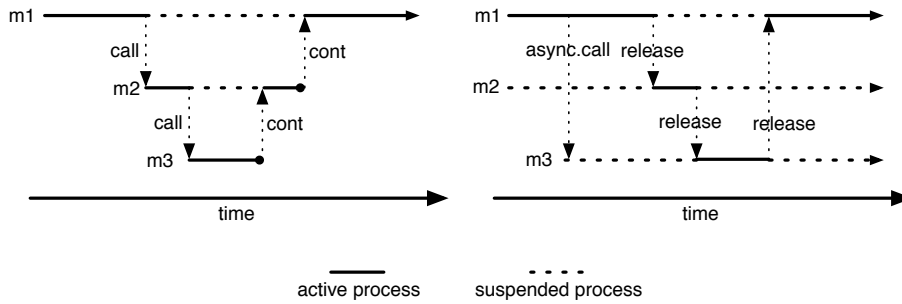 m1
call
cont
m2
call
cont
m3
time
m1
async.call release
m2
release
release
m3
time
active process
suspended process